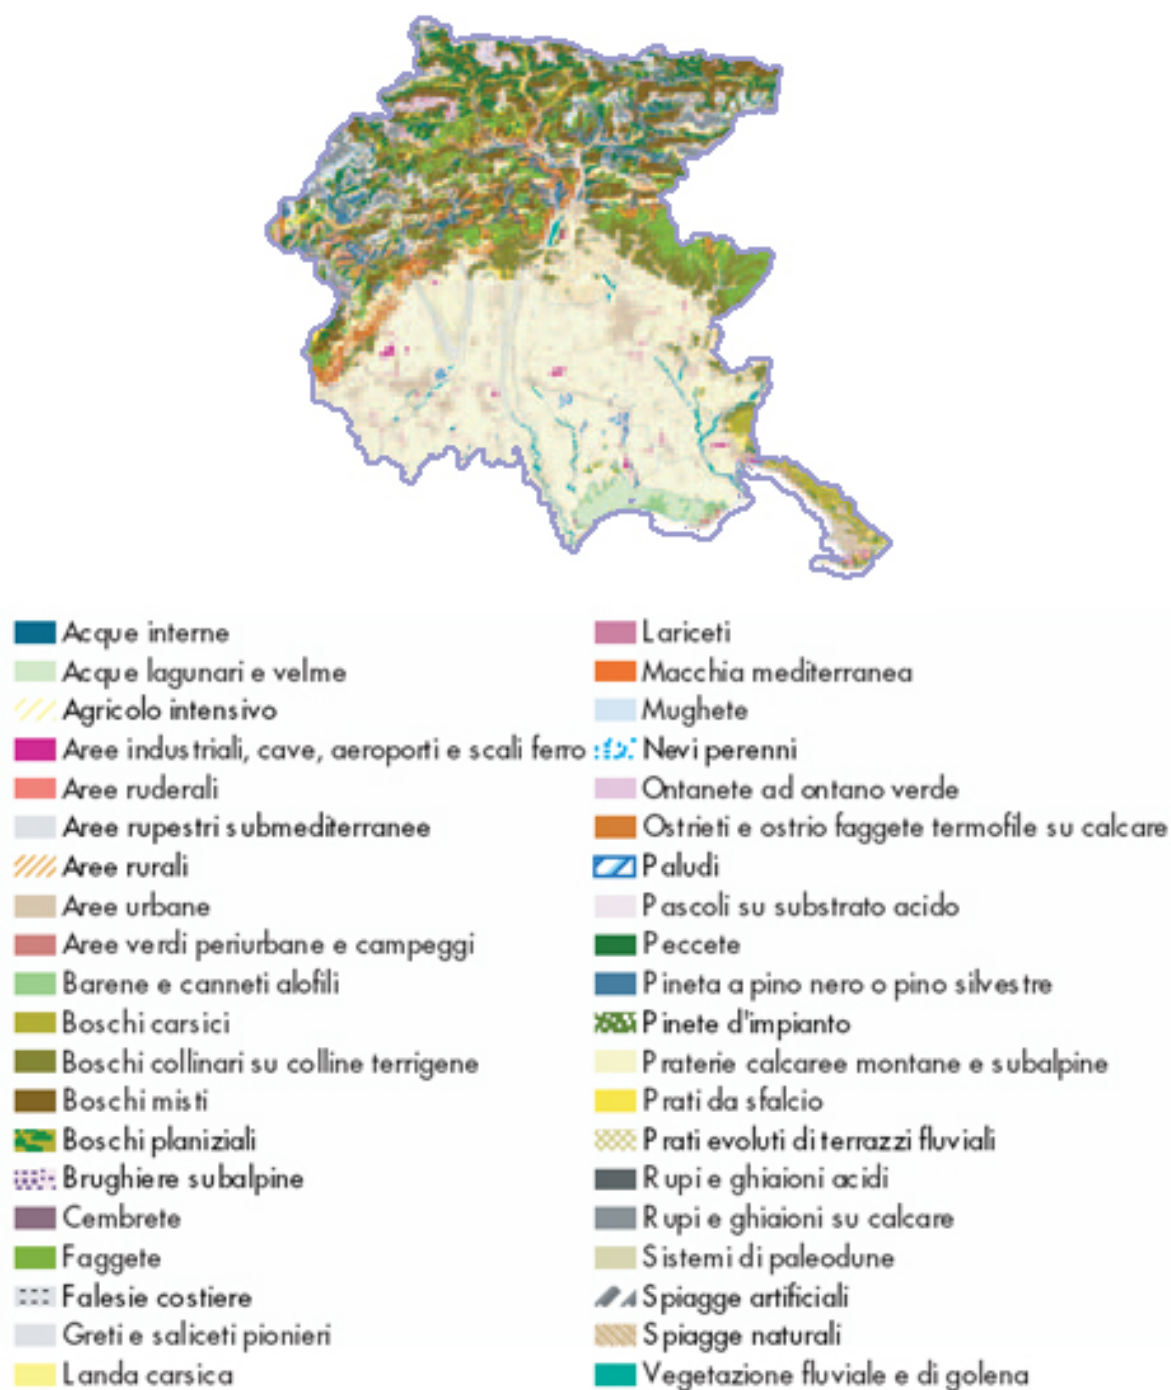 Acque interne
Acque lagunari e velme
Agricolo intensivo
Aree industriali, cave, aeroporti e scali ferro
Aree ruderali
Aree rupestri submediterranee
Aree rurali
Aree urbane
Aree verdi periurbane e campeggi
Barene e canneti alofili
Boschi carsici
Boschi collinari su colline terrigene
Boschi misti
Boschi planiziali
Brughiere subalpine
Cembrete
Faggete
Falesie costiere
Greti e saliceti pionieri
Landa carsica
Lariceti
Macchia mediterranea
Mughete
Nevi perenni
Ontanete ad ontano verde
Ostrieti e ostrio faggete termofile su calcare
Paludi
Pascoli su substrato acido
Peccete
Pineta a pino nero o pino silvestre
Pinete d'impianto
Praterie calcaree montane e subalpine
Prati da sfalcio
Prati evoluti di terrazzi fluviali
Rupi e ghiaioni acidi
Rupi e ghiaioni su calcare
Sistemi di paleodune
Spiagge artificiali
Spiagge naturali
Vegetazione fluviale e di golena